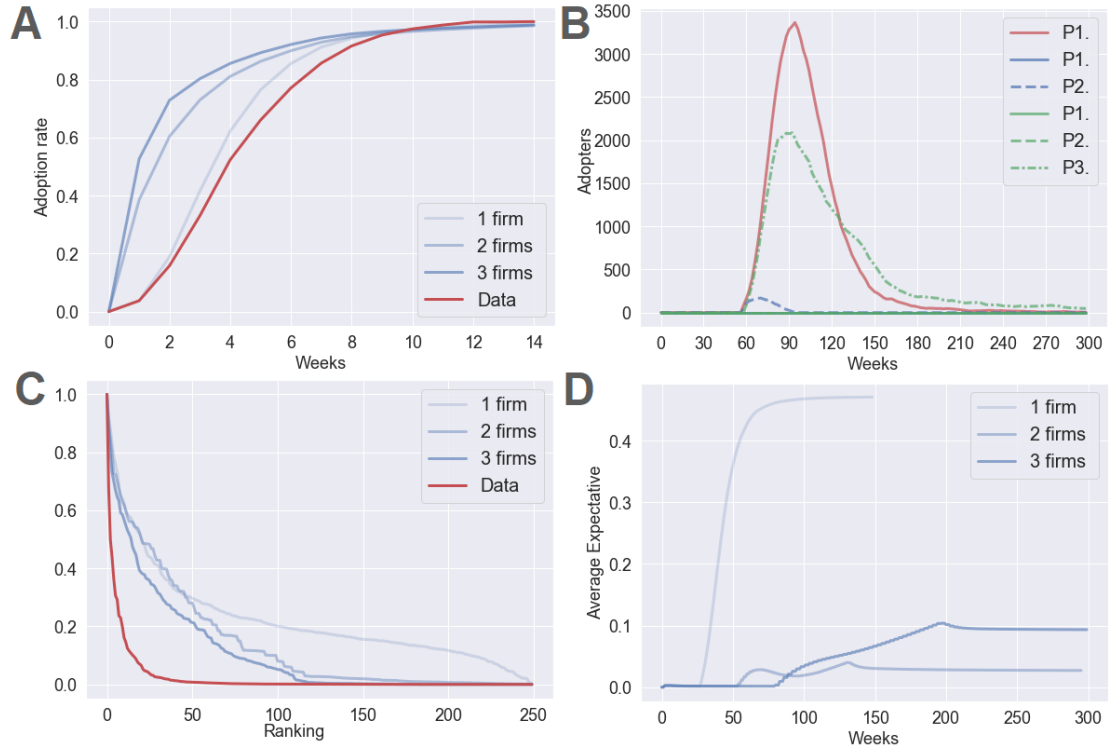 A
1.0
0.8
0.6
0.4
0.2
0.0
Adoption rate
0 2 4 6 8 10 12 14
Weeks
1 firm
2 firms
3 firms
Data
B
3500
3000
2500
2000
1500
1000
500
0
Adopters
0 30 60 90 120 150 180 210 240 270 300
Weeks
P1.
P1.
P2.
P1.
P2.
P3.
C
1.0
0.8
0.6
0.4
0.2
0.0
0 50 100 150 200 250
Ranking
1 firm
2 firms
3 firms
Data
D
0.4
0.3
0.2
0.1
0.0
Average Expectative
0 50 100 150 200 250 300
Weeks
1 firm
2 firms
3 firms